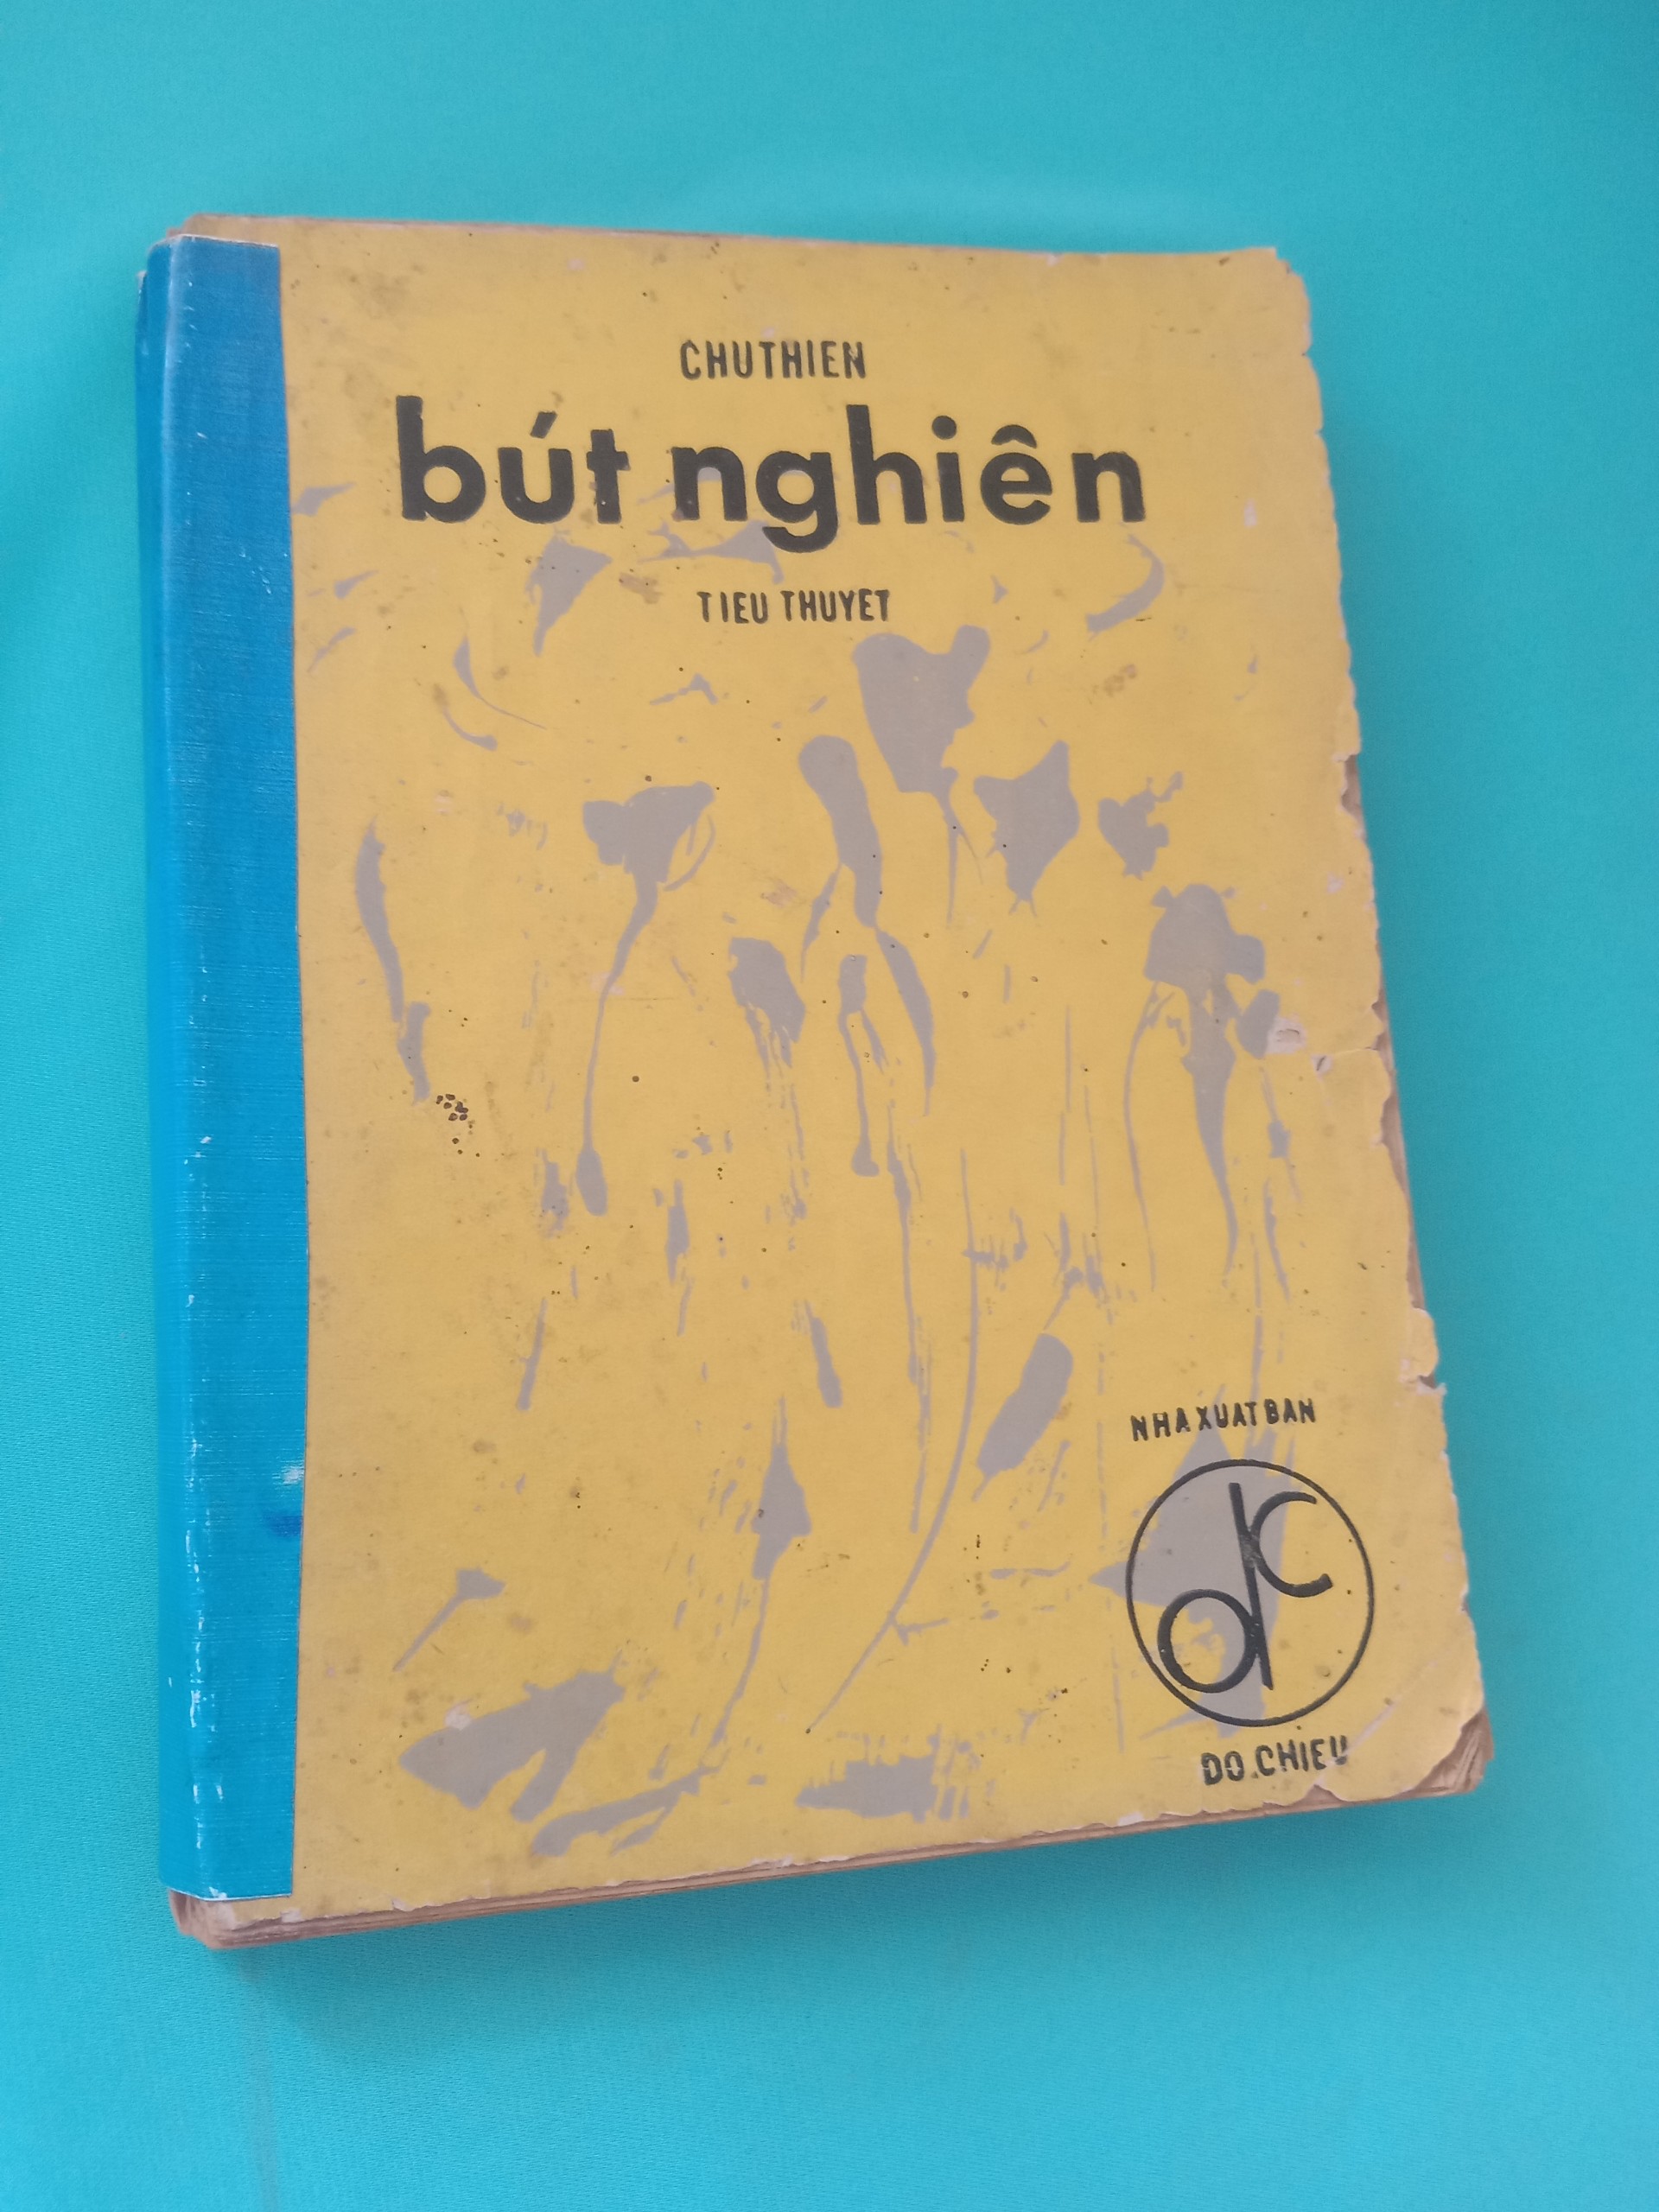 CHUTHIEN
bút nghiên
TIEU THUYET
NHA XUAT BAN
dC
DO.CHIEU